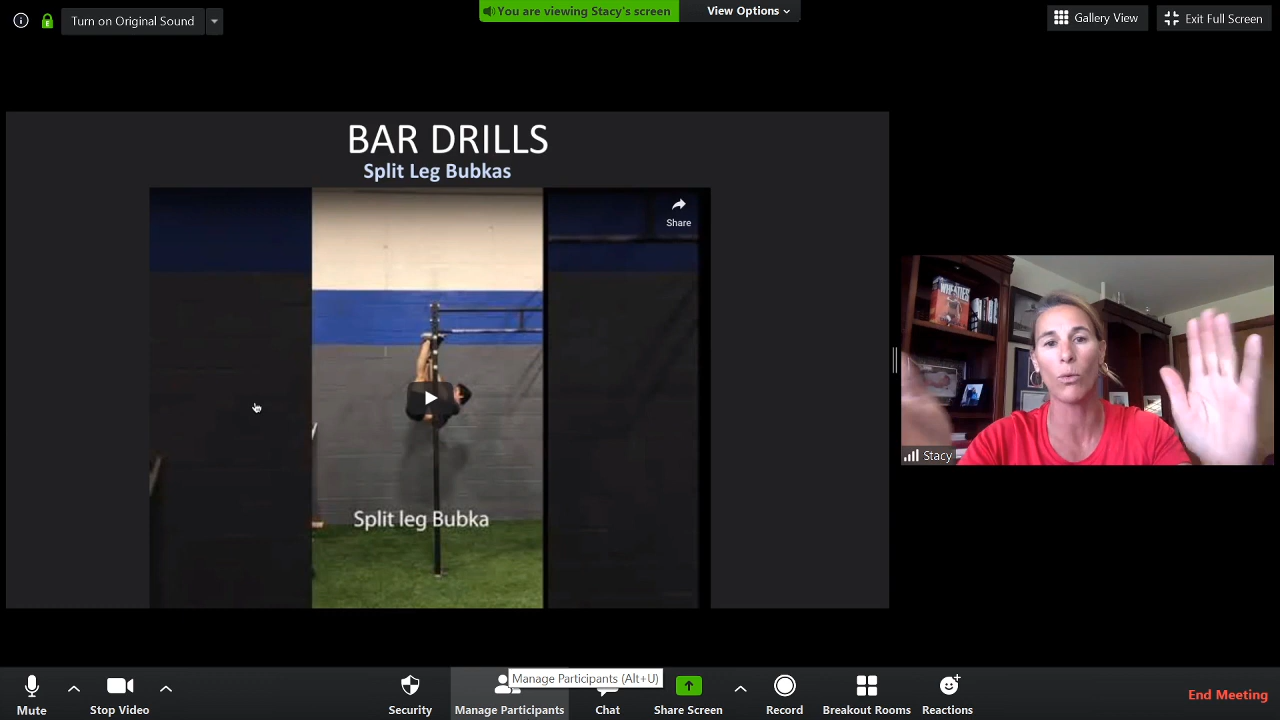 Turn on Original Sound
You are viewing Stacy's screen
View Options
Gallery View
Exit Full Screen
BAR DRILLS
Split Leg Bubkas
Share
WHEATIES
Split leg Bubka
Stacy
Manage Participants (Alt+U)
Mute
Stop Video
Security
Manage Participants
Chat
Share Screen
Record
Breakout Rooms
Reactions
End Meeting